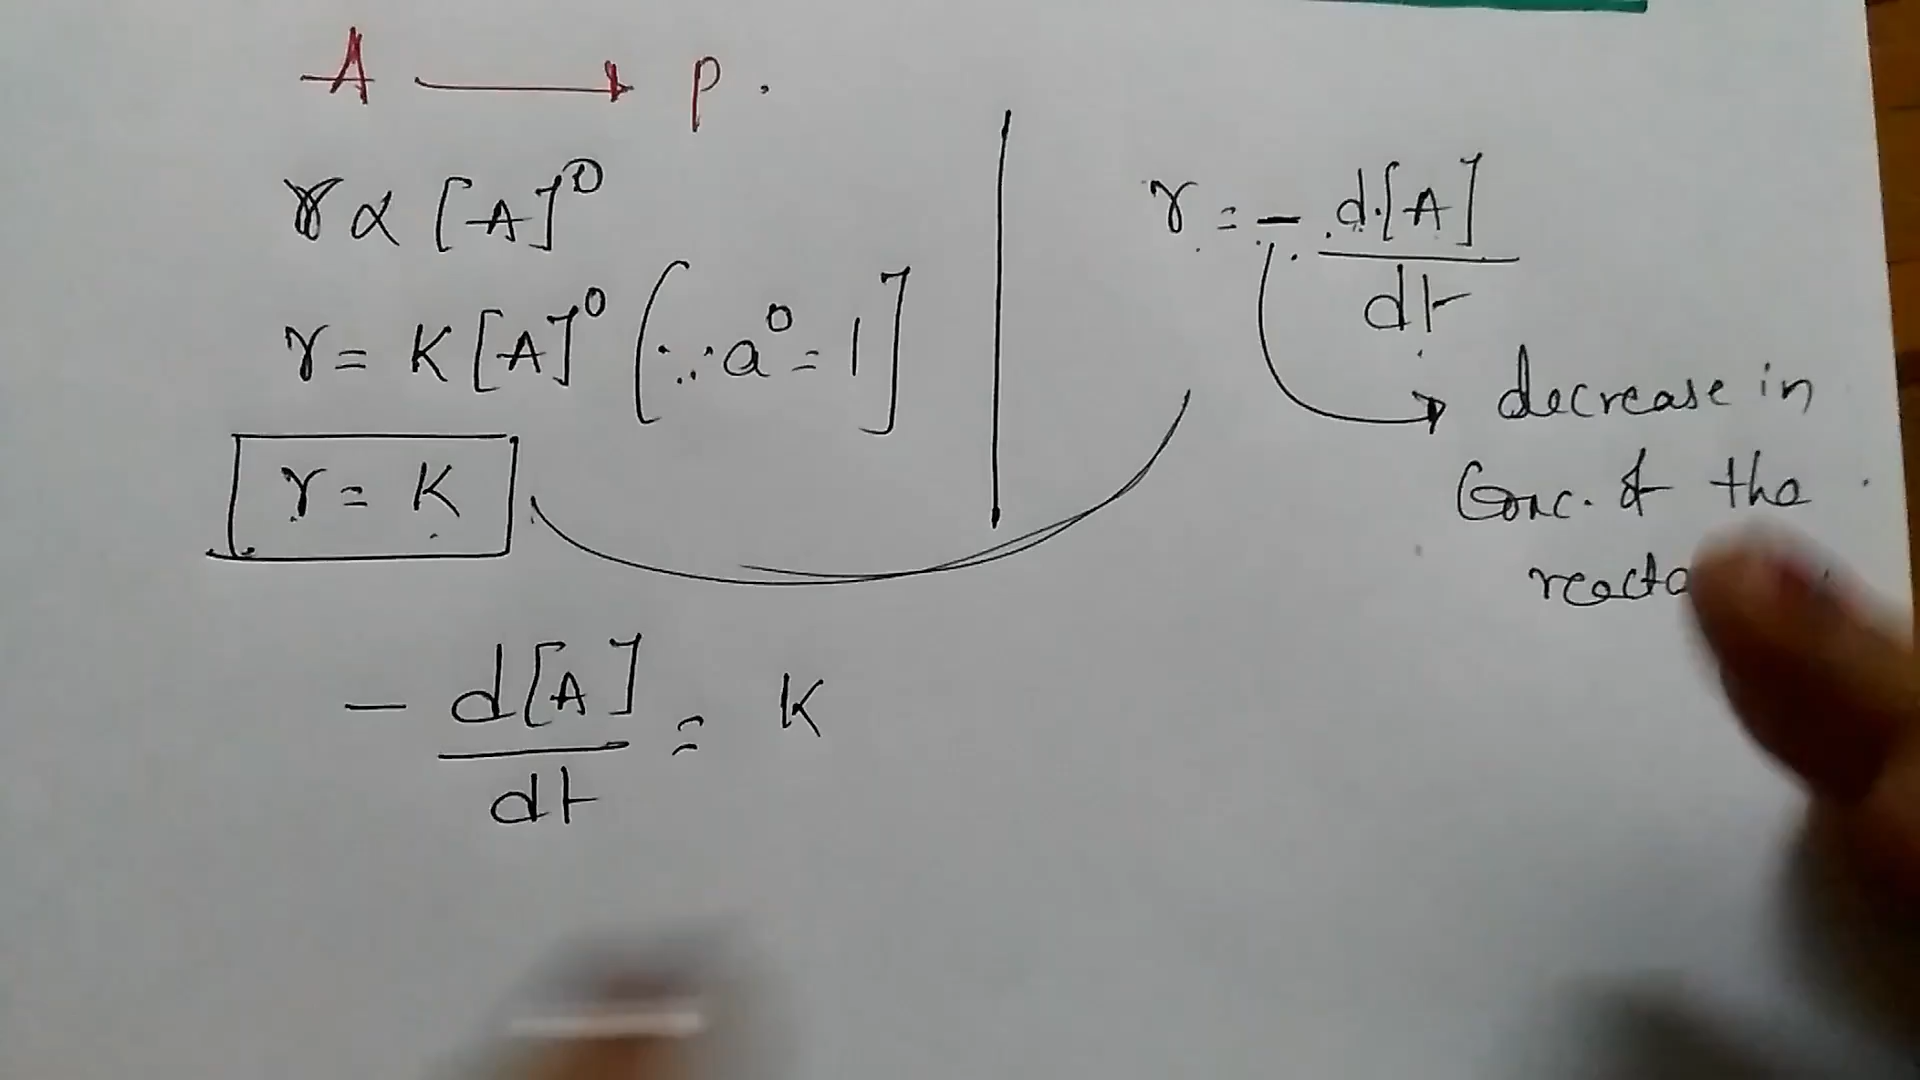 A → P.
r ∝ [A]⁰
r = K[A]⁰ (∵ a⁰ = 1]
r = K
- d[A]/dt = K
r = - d[A]/dt
decrease in
Conc. of the